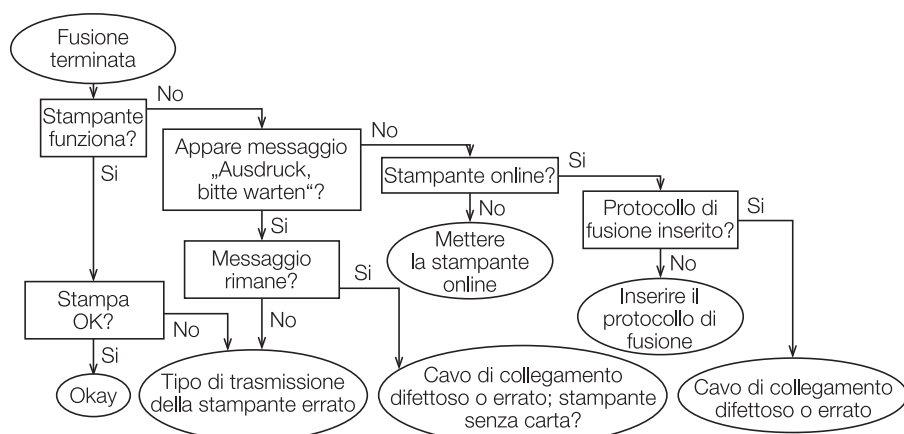 Fusione
terminata
No
Stampante
funziona?
No
Appare messaggio
„Ausdruck,
bitte warten“?
Si
Stampante online?
Si
Protocollo di
fusione inserito?
Si
Si
No
Mettere
la stampante
online
Messaggio
rimane?
Si
No
Inserire il
protocollo di
fusione
Stampa
OK?
No
No
Si
Okay
Tipo di trasmissione
della stampante errato
Cavo di collegamento
difettoso o errato; stampante
senza carta?
Cavo di collegamento
difettoso o errato